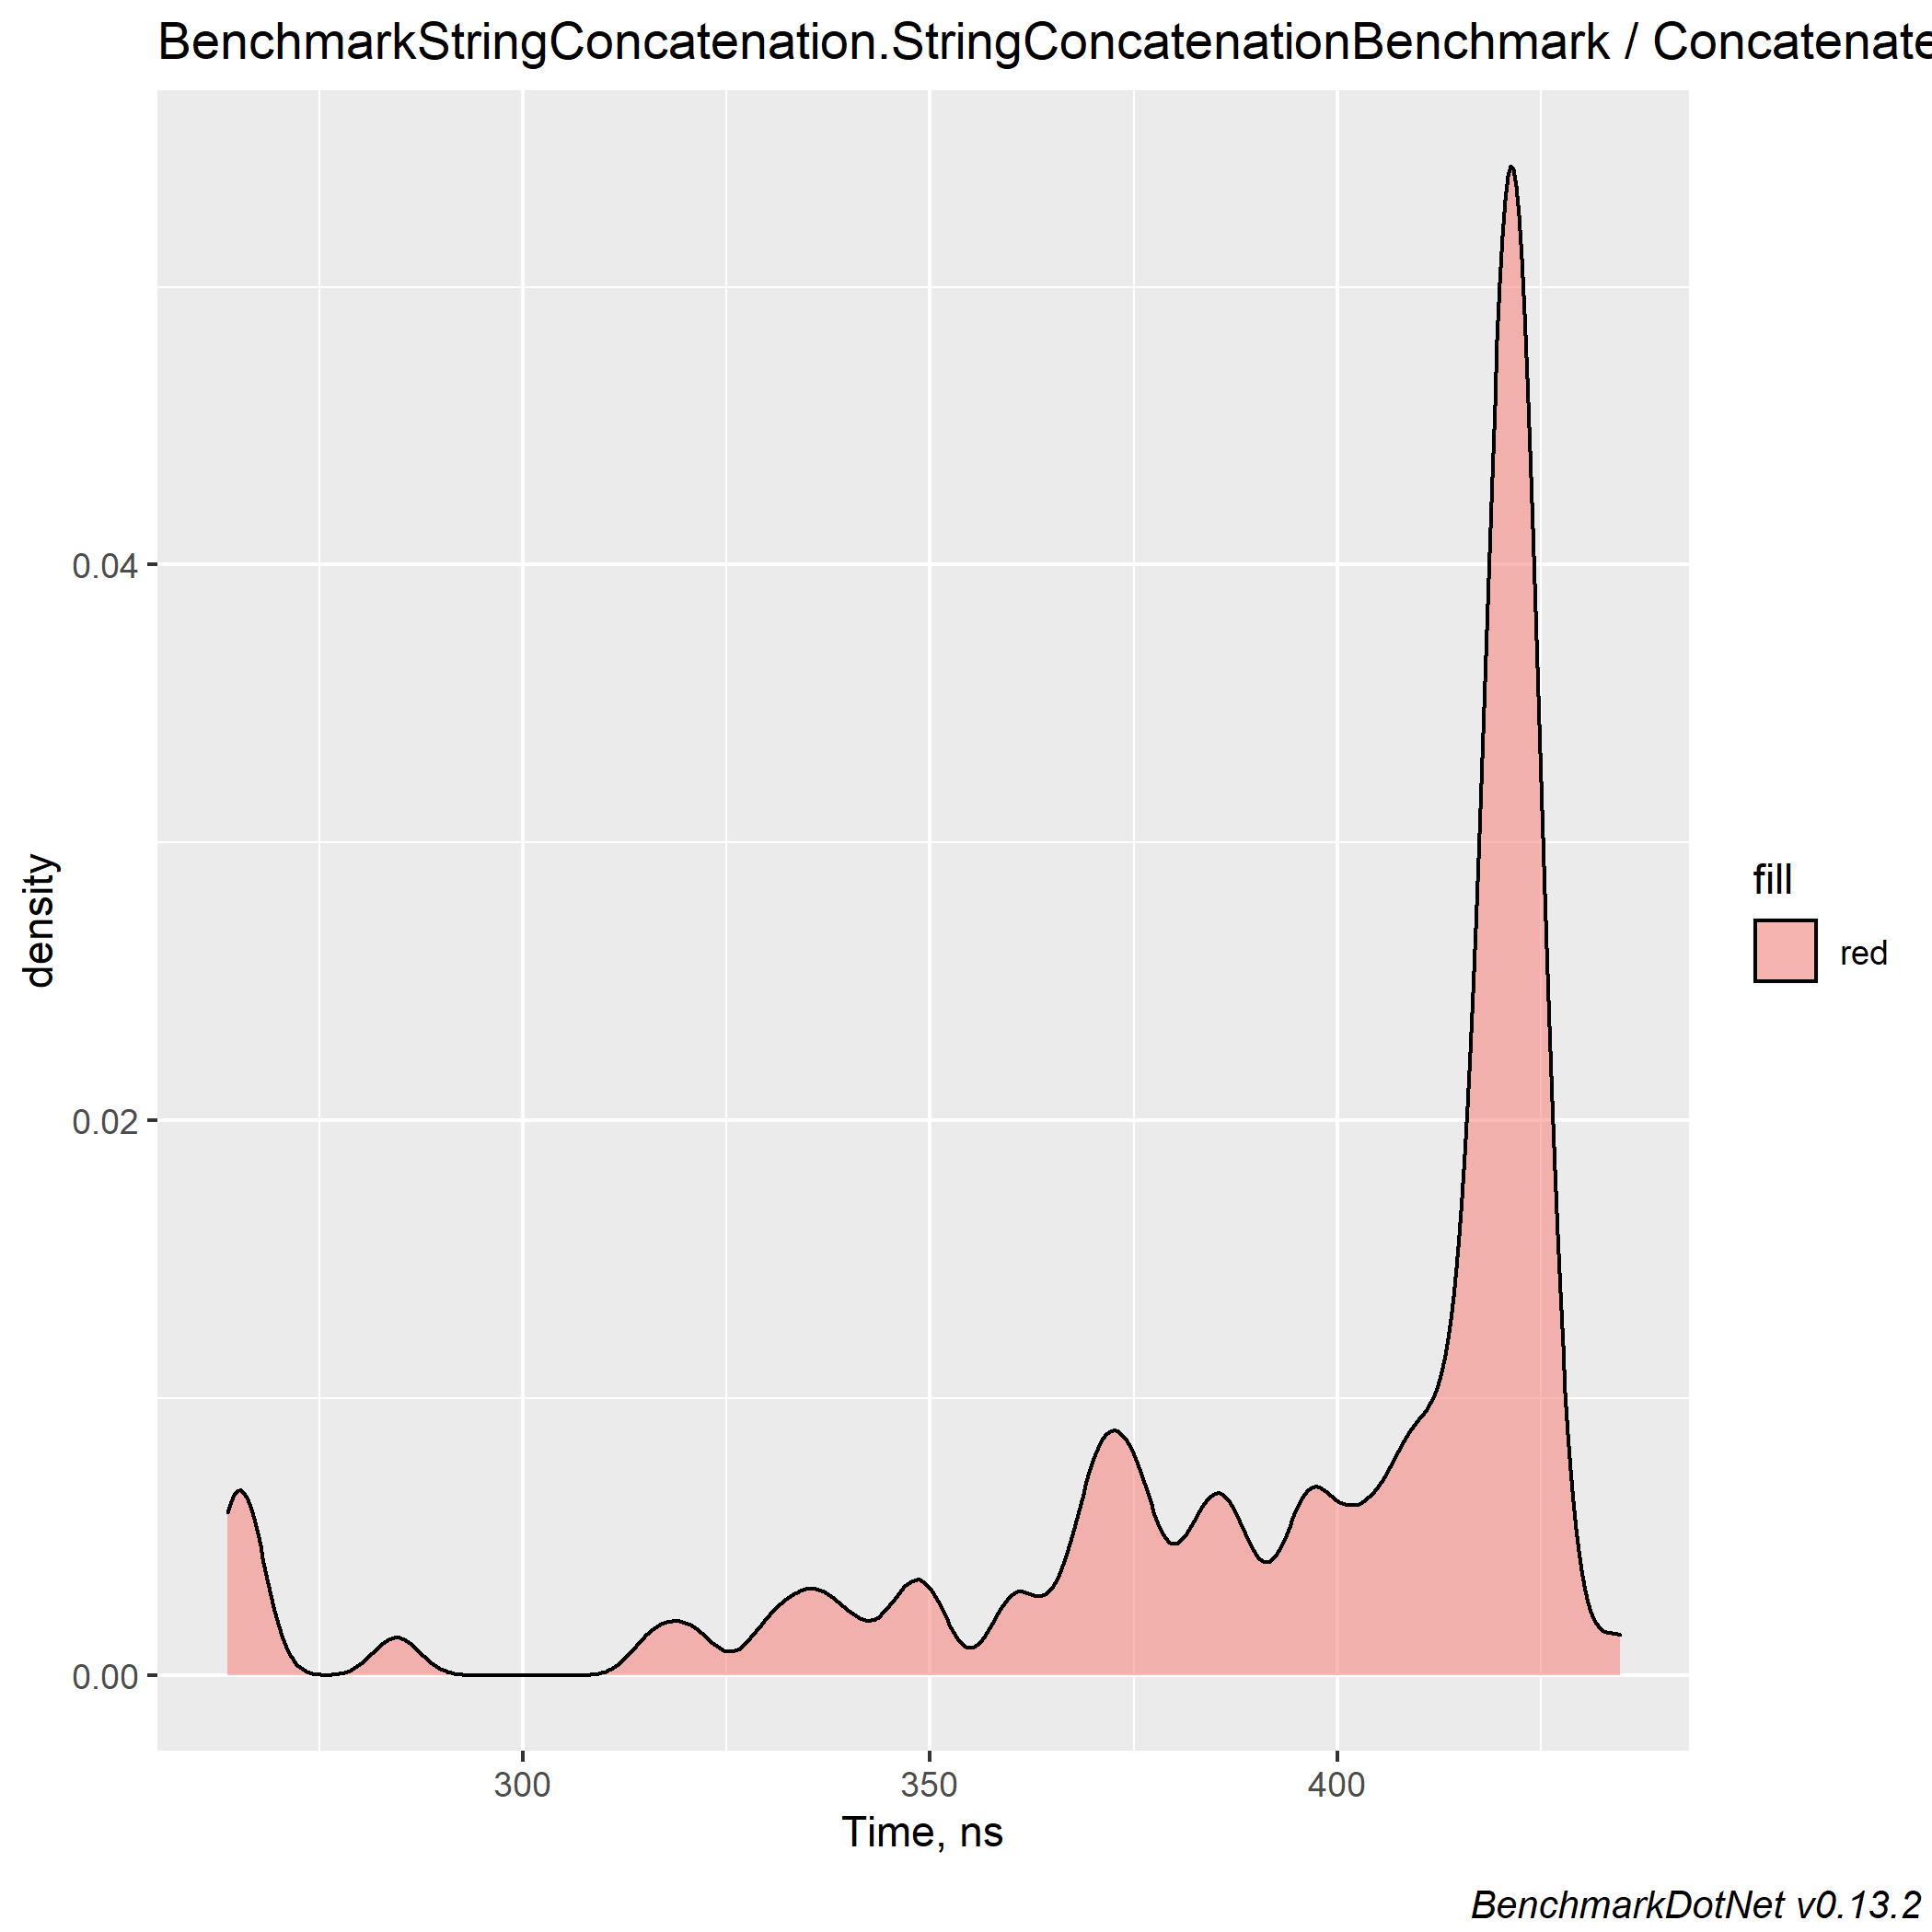 BenchmarkStringConcatenation.StringConcatenationBenchmark / Concatenate
0.04
0.02
0.00
density
300 350 400
Time, ns
fill
red
BenchmarkDotNet v0.13.2